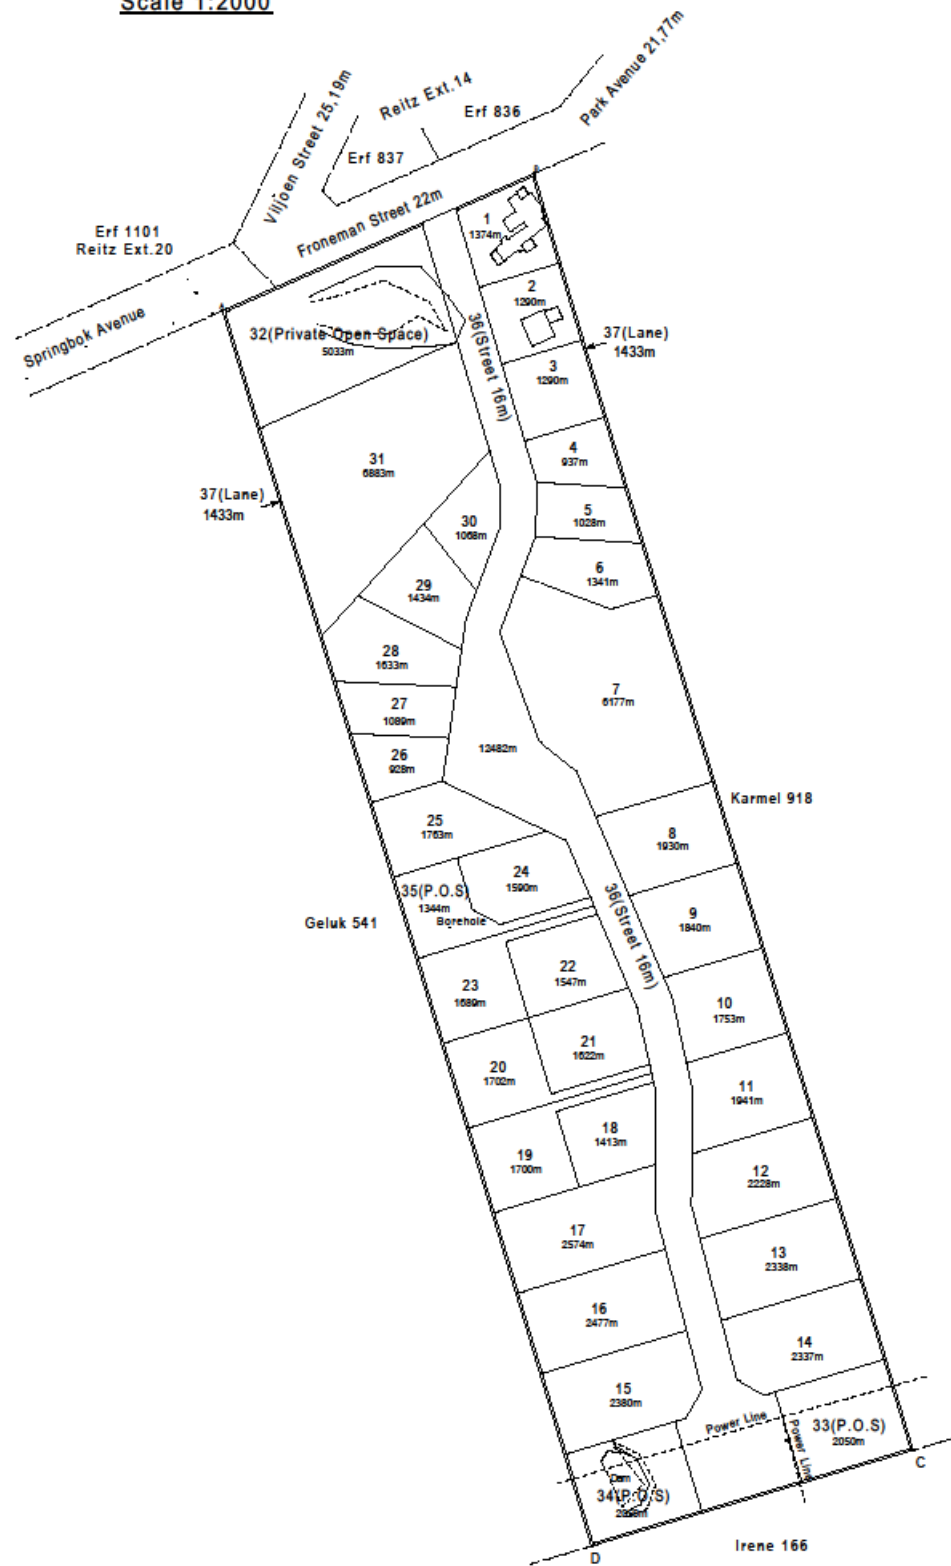 Scale 1:2000
Park Avenue 21,77m
Viljoen Street 25,19m
Reitz Ext.14
Erf 836
Erf 837
Froneman Street 22m
Erf 1101
Reitz Ext.20
Springbok Avenue
1
1374m
2
1290m
32(Private Open Space)
5033m
36(Street 16m)
37(Lane)
1433m
3
1290m
4
937m
31
6883m
37(Lane)
1433m
5
1028m
30
1068m
6
1341m
29
1434m
28
1633m
7
6177m
27
1089m
12482m
26
928m
Karmel 918
25
1763m
8
1930m
24
1590m
35(P.O.S)
1344m
Borehole
Geluk 541
36(Street 16m)
9
1840m
22
1547m
23
1689m
10
1753m
21
1622m
20
1702m
11
1941m
18
1413m
19
1700m
12
2228m
17
2574m
13
2338m
16
2477m
14
2337m
15
2380m
Power Line
33(P.O.S)
2050m
Power Line
C
Dam
34(P.O.S)
D
Irene 166